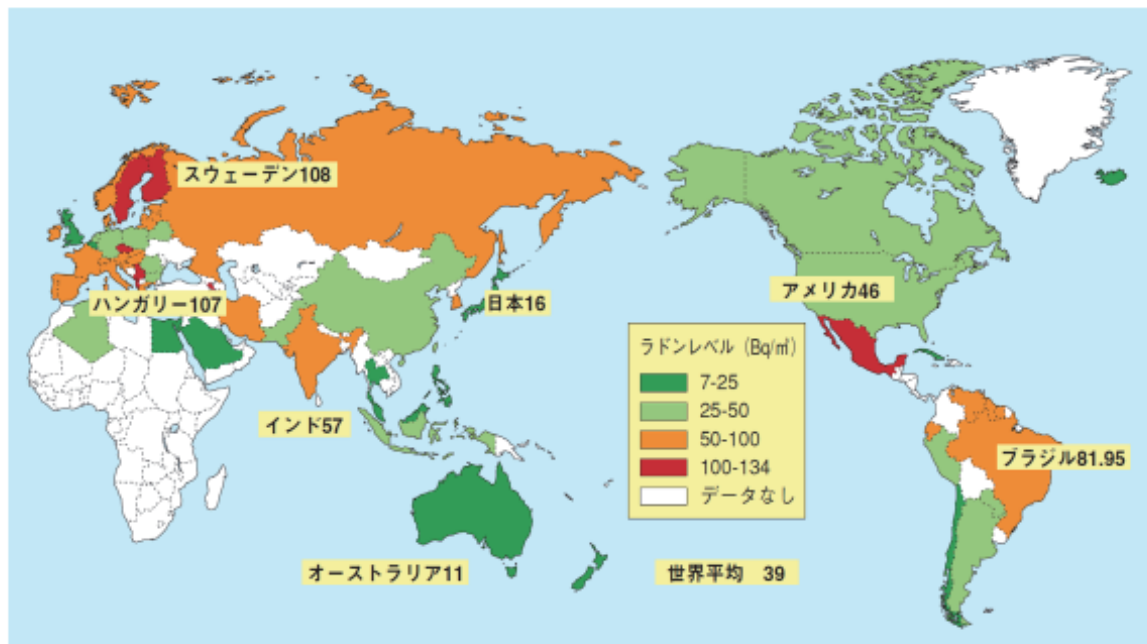 スウェーデン108
ハンガリー107
日本16
アメリカ46
ラドンレベル（Bq/㎥）
7-25
25-50
50-100
100-134
データなし
インド57
ブラジル81.95
オーストラリア11
世界平均　39